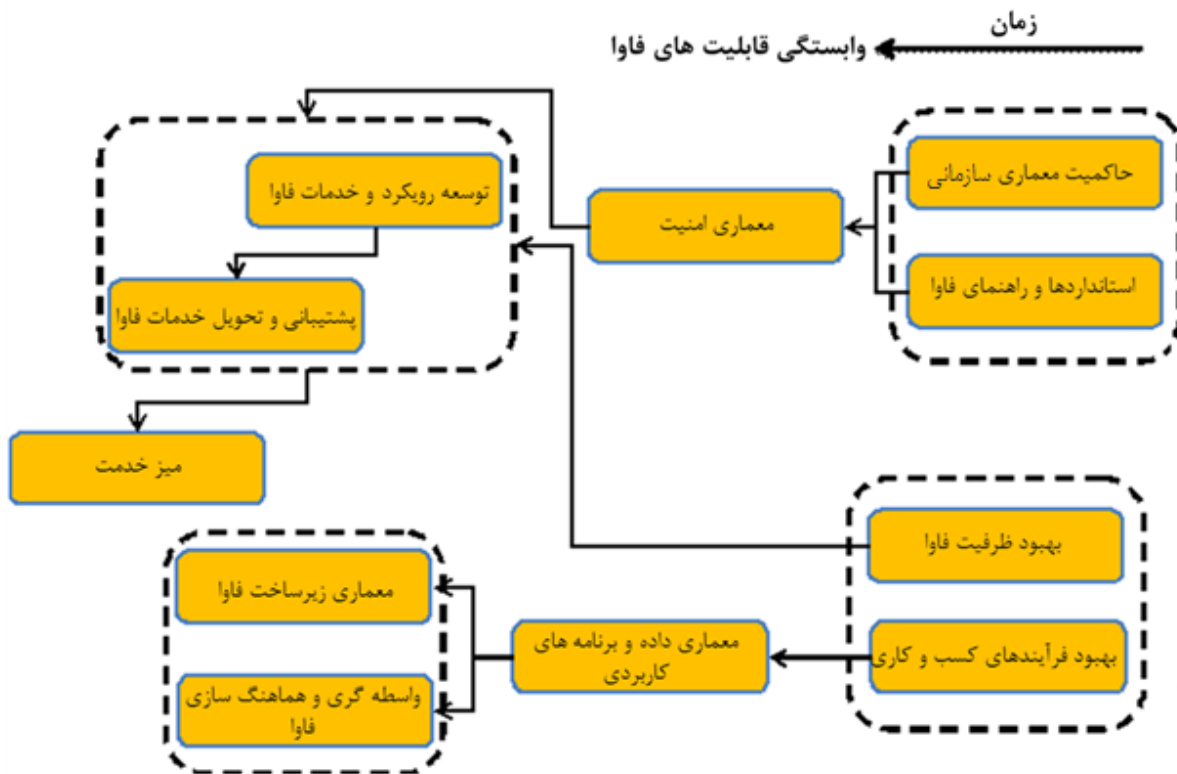 زمان
وابستگی قابلیت های فاوا
حاکمیت معماری سازمانی
استانداردها و راهنمای فاوا
معماری امنیت
توسعه رویکرد و خدمات فاوا
پشتیبانی و تحویل خدمات فاوا
میز خدمت
بهبود ظرفیت فاوا
بهبود فرآیندهای کسب و کاری
معماری داده و برنامه های
کاربردی
معماری زیرساخت فاوا
واسطه گری و هماهنگ سازی
فاوا